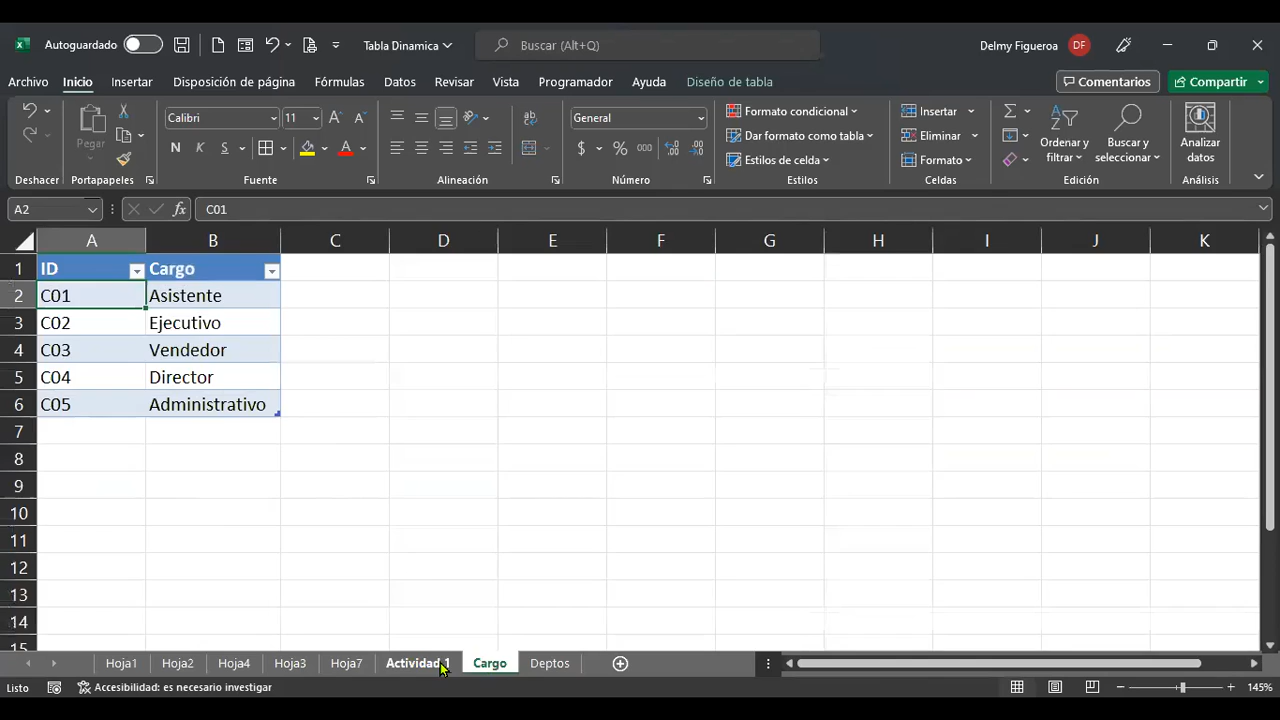 Autoguardado Tabla Dinamica Buscar (Alt+Q) Delmy Figueroa DF
Archivo Inicio Insertar Disposición de página Fórmulas Datos Revisar Vista Programador Ayuda Diseño de tabla Comentarios Compartir
Calibri 11 General Formato condicional Insertar
Pegar N K S $ % 000 Dar formato como tabla Eliminar Ordenar y filtrar Buscar y seleccionar Analizar datos
Estilos de celda Formato
Deshacer Portapapeles Fuente Alineación Número Estilos Celdas Edición Análisis
A2 fx C01
A B C D E F G H I J K
1 ID Cargo
2 C01 Asistente
3 C02 Ejecutivo
4 C03 Vendedor
5 C04 Director
6 C05 Administrativo
7
8
9
10
11
12
13
14
15
Hoja1 Hoja2 Hoja4 Hoja3 Hoja7 Actividad 1 Cargo Deptos
Listo Accesibilidad: es necesario investigar 145%